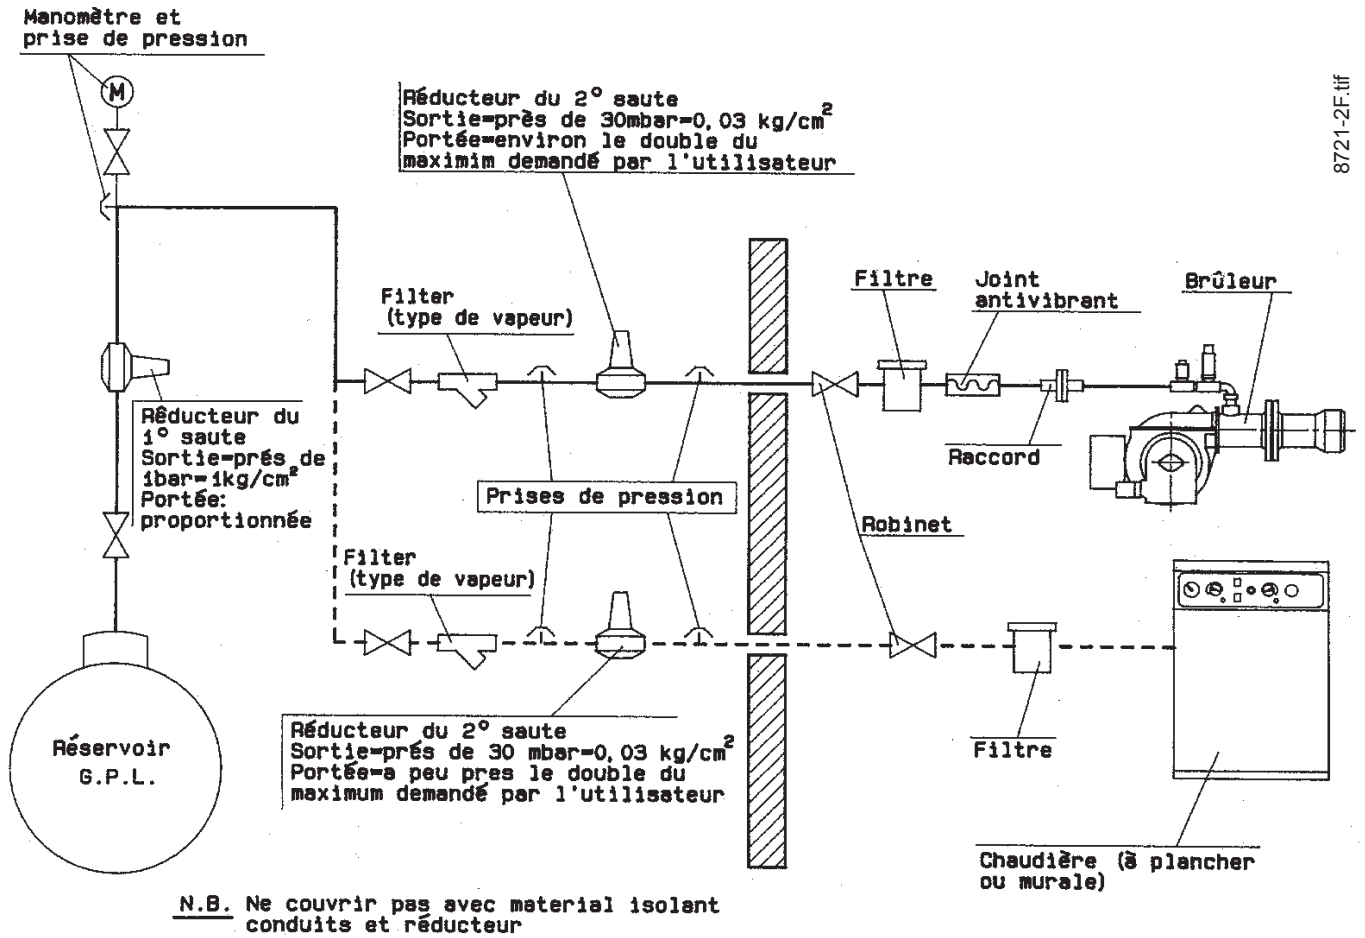 Manomètre et
prise de pression
M
Réducteur du 2° saute
Sortie=près de 30mbar=0,03 kg/cm²
Portée=environ le double du
maximim demandé par l'utilisateur
8721-2F.tif
Filter
(type de vapeur)
Filtre
Joint
antivibrant
Brûleur
Rêducteur du
1° saute
Sortie=prés de
1bar=1kg/cm²
Portée:
proportionnée
Raccord
Prises de pression
Robinet
Filter
(type de vapeur)
Réducteur du 2° saute
Sortie=prés de 30 mbar=0,03 kg/cm²
Portée=a peu pres le double du
maximum demandé par l'utilisateur
Réservoir
G.P.L.
Filtre
Chaudière (à plancher
ou murale)
N.B. Ne couvrir pas avec material isolant
conduits et réducteur